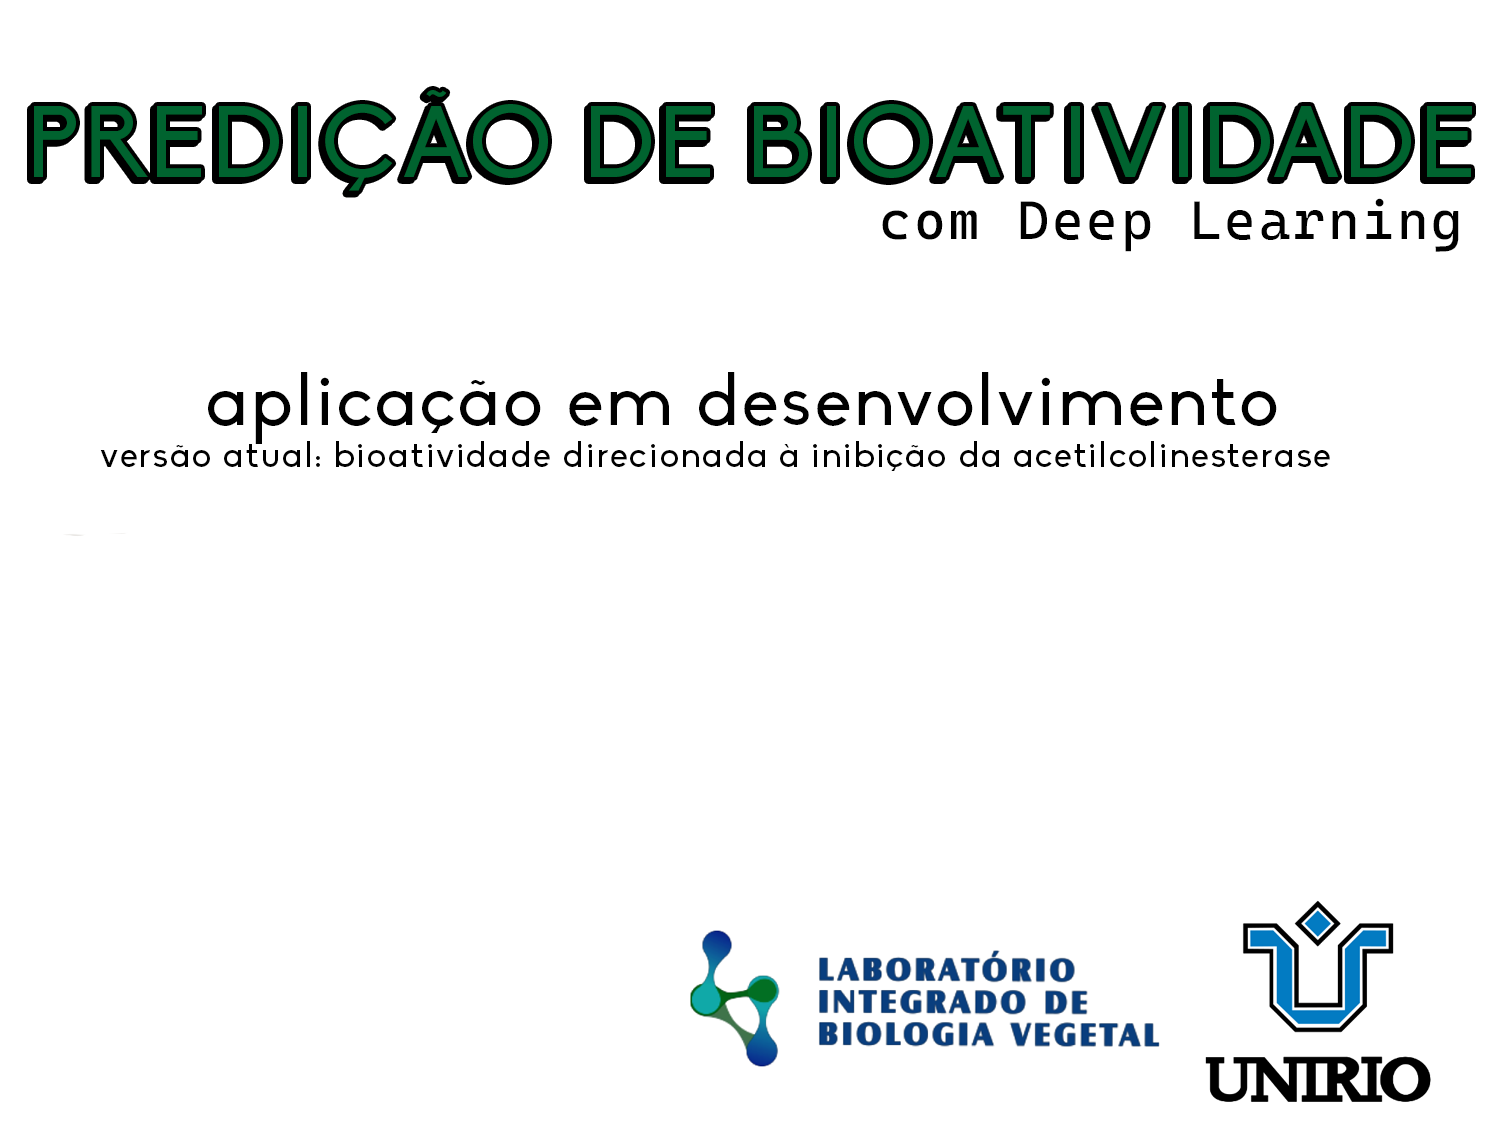 PREDIÇÃO DE BIOATIVIDADE
com Deep Learning
aplicação em desenvolvimento
versão atual: bioatividade direcionada à inibição da acetilcolinesterase
LABORATÓRIO
INTEGRADO DE
BIOLOGIA VEGETAL
UNIRIO